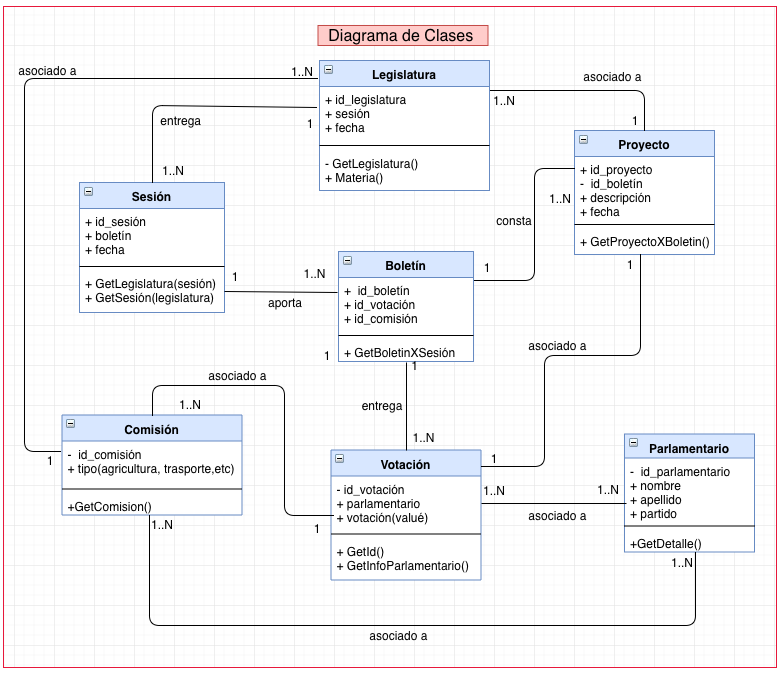 Diagrama de Clases
asociado a
1..N
Legislatura
+ id_legislatura
+ sesión
+ fecha
- GetLegislatura()
+ Materia()
1
entrega
1..N
asociado a
1..N
1
Proyecto
+ id_proyecto
- id_boletín
+ descripción
+ fecha
+ GetProyectoXBoletin()
1..N
1
consta
Sesión
+ id_sesión
+ boletín
+ fecha
+ GetLegislatura(sesión)
+ GetSesión(legislatura)
1
1..N
aporta
Boletín
+ id_boletín
+ id_votación
+ id_comisión
+ GetBoletinXSesión
1
1
1
asociado a
asociado a
1..N
entrega
1..N
Comisión
- id_comisión
+ tipo(agricultura, trasporte,etc)
+GetComision()
1
1..N
1
Votación
- id_votación
+ parlamentario
+ votación(valué)
+ GetId()
+ GetInfoParlamentario()
1
1..N
1..N
asociado a
Parlamentario
- id_parlamentario
+ nombre
+ apellido
+ partido
+GetDetalle()
1..N
asociado a